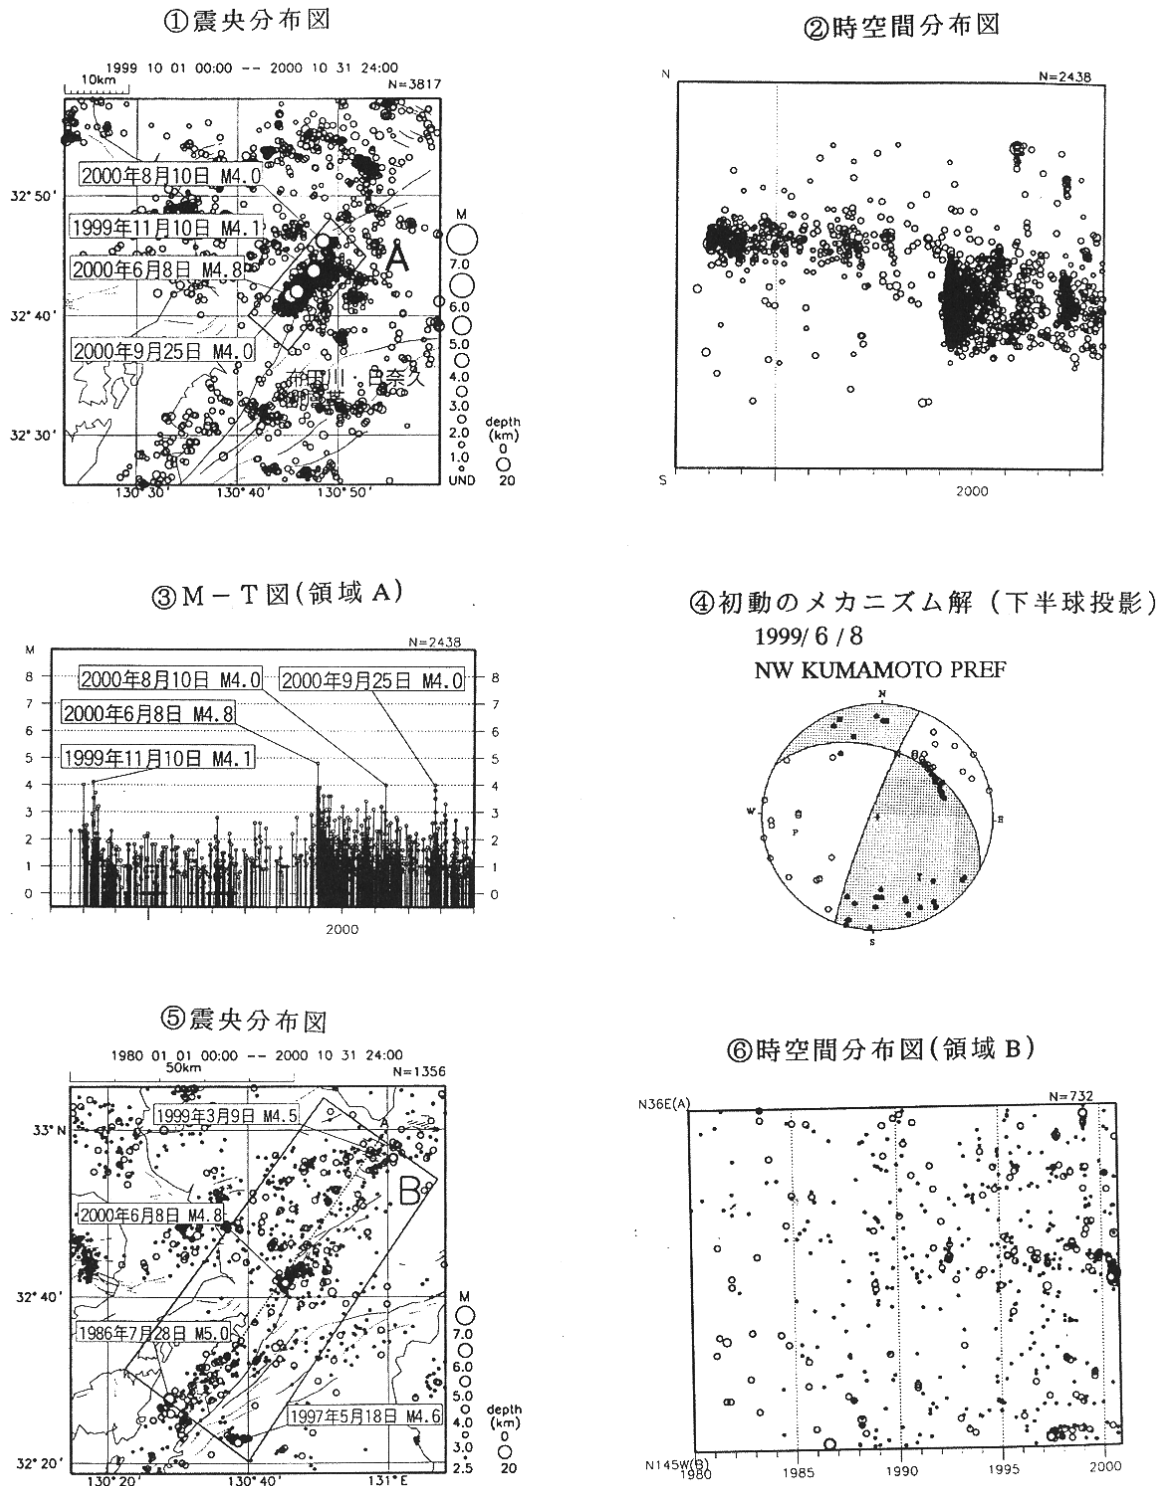 ①震央分布図
1999 10 01 00:00 -- 2000 10 31 24:00
10km
N=3817
2000年8月10日 M4.0
1999年11月10日 M4.1
2000年6月8日 M4.8
2000年9月25日 M4.0
A
布田川・日奈久
32°50'
32°40'
32°30'
130°30'
130°40'
130°50'
M
7.0
6.0
5.0
4.0
3.0
2.0
1.0
UND
depth
(km)
0
20
②時空間分布図
N
N=2438
S
2000
③M-T図(領域A)
M
N=2438
2000年8月10日 M4.0
2000年9月25日 M4.0
2000年6月8日 M4.8
1999年11月10日 M4.1
8
7
6
5
4
3
2
1
0
8
7
6
5
4
3
2
1
0
2000
④初動のメカニズム解(下半球投影)
1999/ 6 / 8
NW KUMAMOTO PREF
N
W
E
P
T
S
⑤震央分布図
1980 01 01 00:00 -- 2000 10 31 24:00
50km
N=1356
1999年3月9日 M4.5
A
B
2000年6月8日 M4.8
1986年7月28日 M5.0
1997年5月18日 M4.6
33°N
32°40'
32°20'
130°20'
130°40'
131°E
M
7.0
6.0
5.0
4.0
3.0
2.5
depth
(km)
0
20
⑥時空間分布図(領域B)
N36E(A)
N=732
N145W(B)
1980
1985
1990
1995
2000